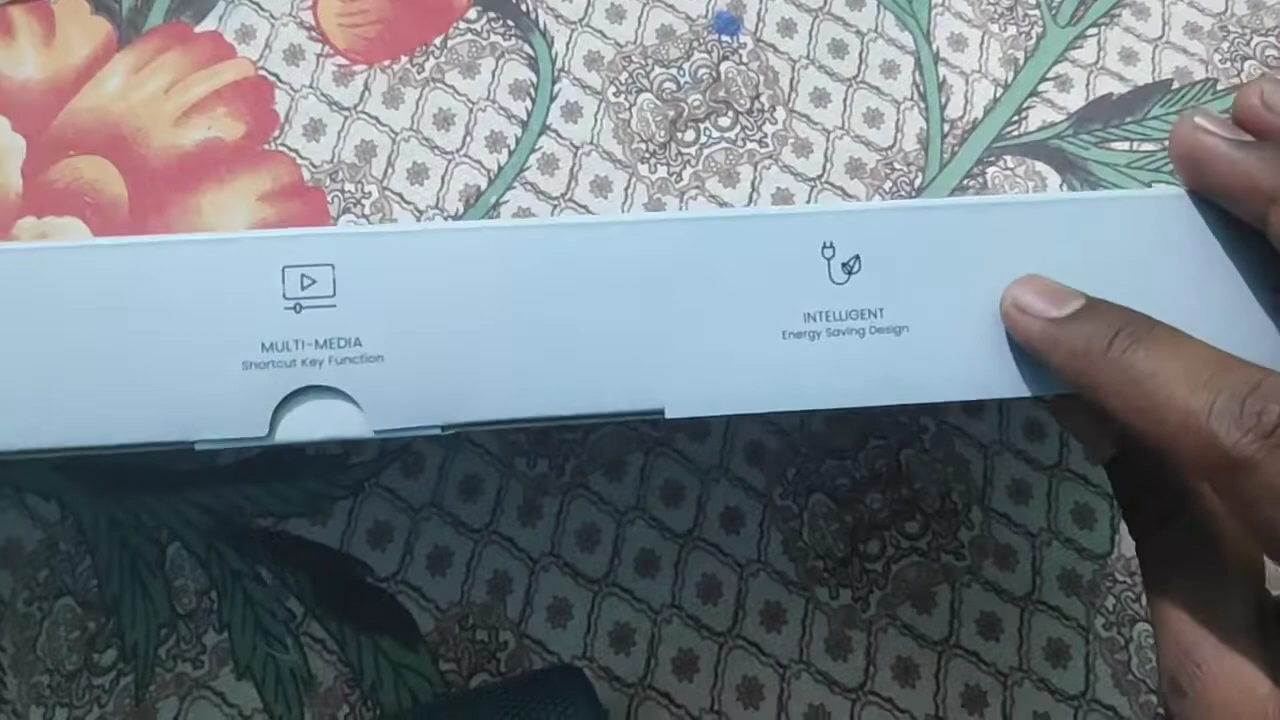 MULTI-MEDIA
Shortcut Key Function
INTELLIGENT
Energy Saving Design